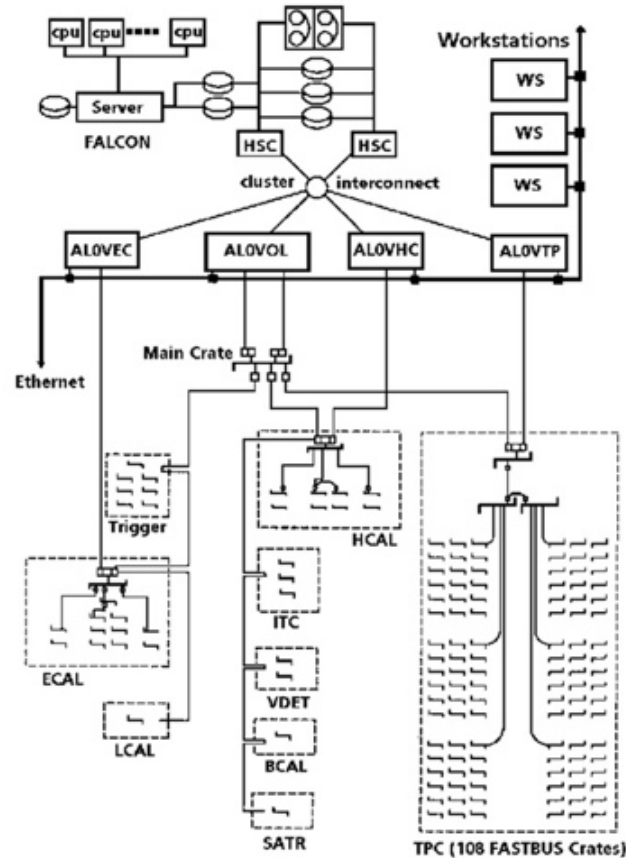 cpu cpu cpu
Workstations
WS
Server
FALCON
WS
HSC HSC
cluster interconnect
WS
AL0VEC AL0VOL AL0VHC AL0VTP
Main Crate
Ethernet
Trigger
HCAL
ITC
ECAL
VDET
LCAL
BCAL
SATR
TPC (108 FASTBUS Crates)